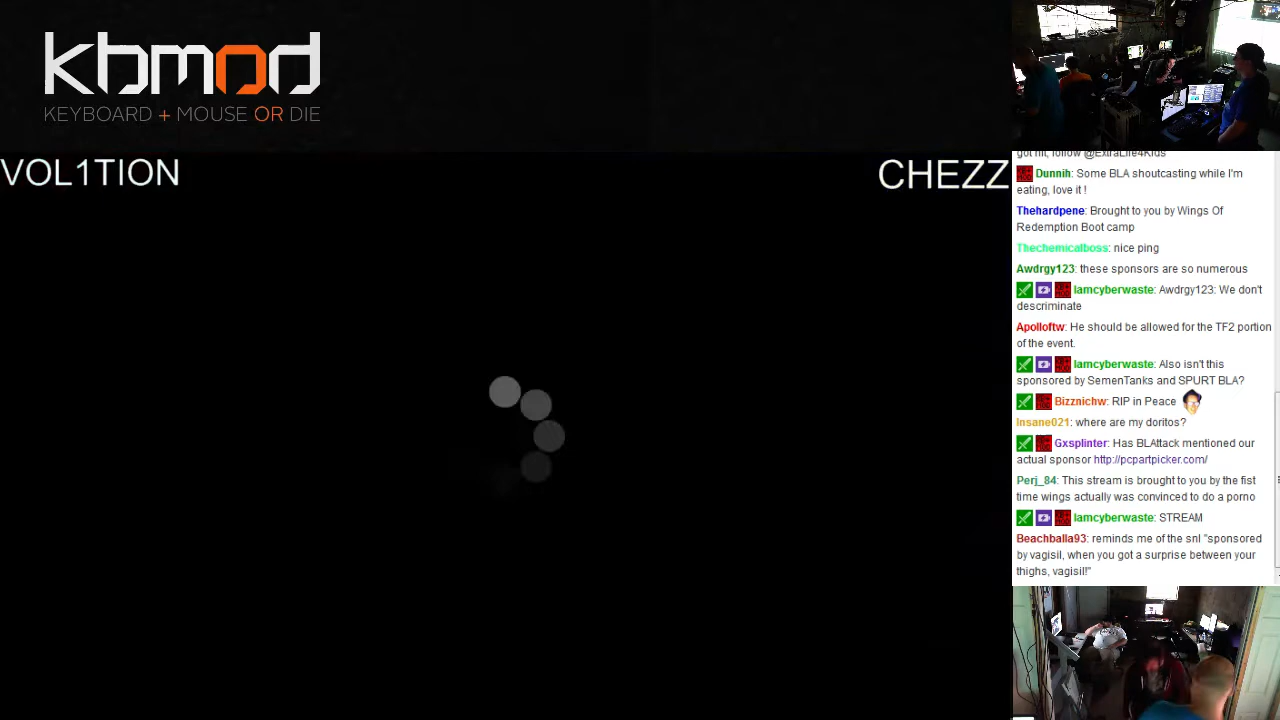 kbmod
KEYBOARD + MOUSE OR DIE
VOL1TION
CHEZZ
got hit, follow @ExtraLife4Kids
Dunnih: Some BLA shoutcasting while I'm
eating, love it !
Thehardpene: Brought to you by Wings Of
Redemption Boot camp
Thechemicalboss: nice ping
Awdrgy123: these sponsors are so numerous
Iamcyberwaste: Awdrgy123: We don't
descriminate
Apolloftw: He should be allowed for the TF2 portion
of the event.
Iamcyberwaste: Also isn't this
sponsored by SemenTanks and SPURT BLA?
Bizznichw: RIP in Peace
Insane021: where are my doritos?
Gxsplinter: Has BLAttack mentioned our
actual sponsor http://pcpartpicker.com/
Perj_84: This stream is brought to you by the fist
time wings actually was convinced to do a porno
Iamcyberwaste: STREAM
Beachballa93: reminds me of the snl "sponsored
by vagisil, when you got a surprise between your
thighs, vagisil!"